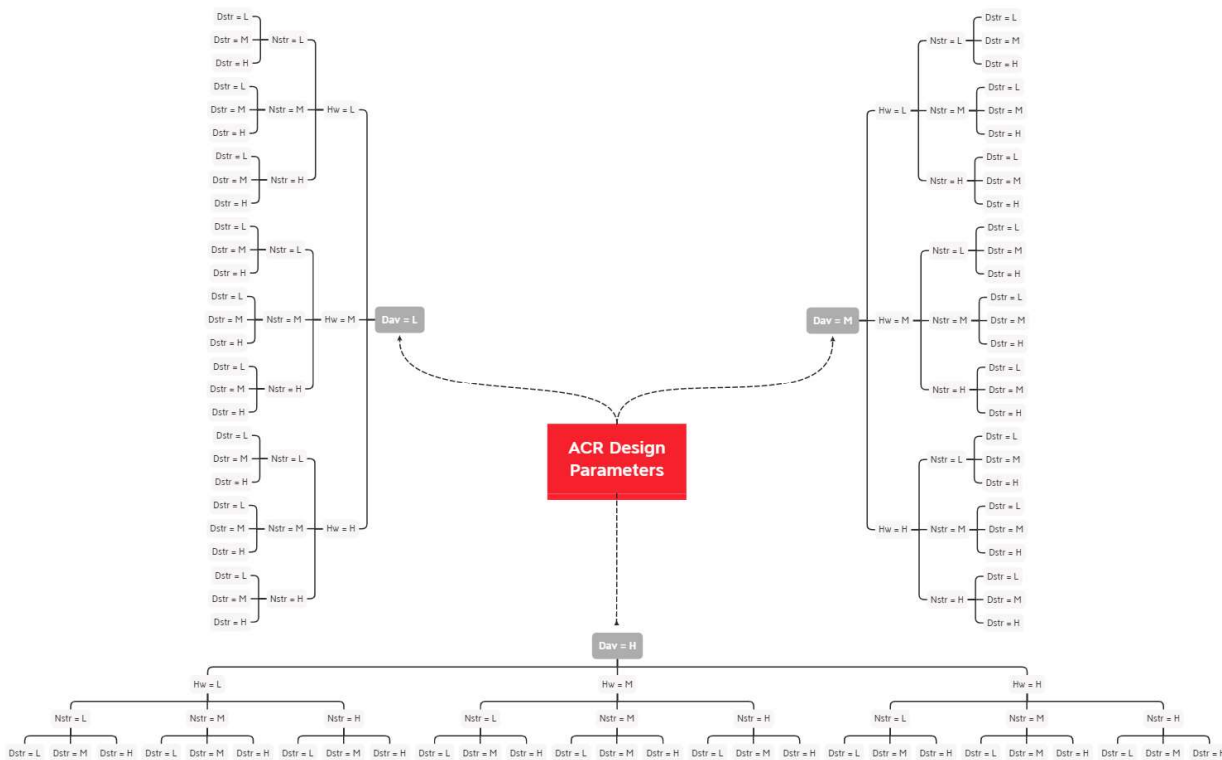 Dstr = L
Dstr = M Nstr = L
Dstr = H
Dstr = L
Dstr = M Nstr = M Hw = L
Dstr = H
Dstr = L
Dstr = M Nstr = H
Dstr = H
Dstr = L
Dstr = M Nstr = L
Dstr = H
Dstr = L
Dstr = M Nstr = M Hw = M Dav = L
Dstr = H
Dstr = L
Dstr = M Nstr = H
Dstr = H
Dstr = L
Dstr = M Nstr = L
Dstr = H
Dstr = L
Dstr = M Nstr = M Hw = H
Dstr = H
Dstr = L
Dstr = M Nstr = H
Dstr = H
Dstr = L
Nstr = L Dstr = M
Dstr = H
Dstr = L
Hw = L Nstr = M Dstr = M
Dstr = H
Dstr = L
Nstr = H Dstr = M
Dstr = H
Dstr = L
Nstr = L Dstr = M
Dstr = H
Dstr = L
Dav = M Hw = M Nstr = M Dstr = M
Dstr = H
Dstr = L
Nstr = H Dstr = M
Dstr = H
Dstr = L
Nstr = L Dstr = M
Dstr = H
Dstr = L
Hw = H Nstr = M Dstr = M
Dstr = H
Dstr = L
Nstr = H Dstr = M
Dstr = H
ACR Design
Parameters
Dav = H
Hw = L Hw = M Hw = H
Nstr = L Nstr = M Nstr = H Nstr = L Nstr = M Nstr = H Nstr = L Nstr = M Nstr = H
Dstr = L Dstr = M Dstr = H Dstr = L Dstr = M Dstr = H Dstr = L Dstr = M Dstr = H Dstr = L Dstr = M Dstr = H Dstr = L Dstr = M Dstr = H Dstr = L Dstr = M Dstr = H Dstr = L Dstr = M Dstr = H Dstr = L Dstr = M Dstr = H Dstr = L Dstr = M Dstr = H